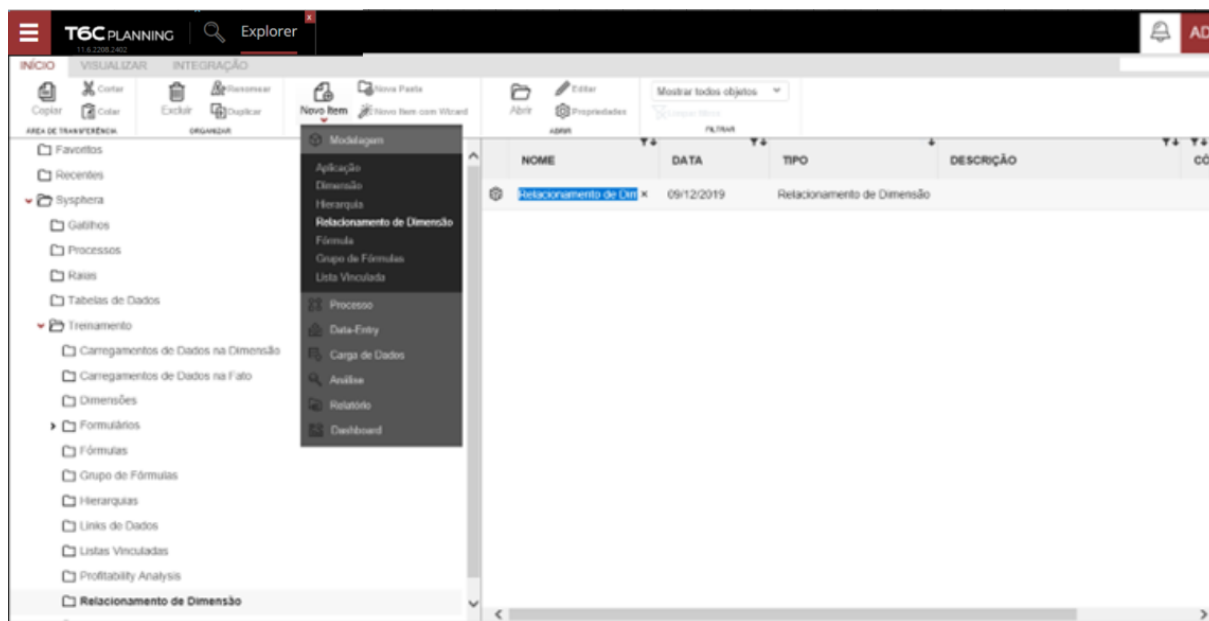 T6C PLANNING
11.6.2208.2402
Explorer
x
AD
INÍCIO VISUALIZAR INTEGRAÇÃO
Copiar
Cortar
Colar
ÁREA DE TRANSFERÊNCIA
Excluir
Renomear
Duplicar
ORGANIZAR
Novo Item
Nova Pasta
Novo Item com Wizard
Abrir
Editar
Propriedades
ABRIR
Mostrar todos objetos
FILTRAR
Favoritos
Recentes
Sysphera
Gatilhos
Processos
Raias
Tabelas de Dados
Treinamento
Carregamentos de Dados na Dimensão
Carregamentos de Dados na Fato
Dimensões
Formulários
Fórmulas
Grupo de Fórmulas
Hierarquias
Links de Dados
Listas Vinculadas
Profitability Analysis
Relacionamento de Dimensão
Modelagem
Aplicação
Dimensão
Hierarquia
Relacionamento de Dimensão
Fórmula
Grupo de Fórmulas
Lista Vinculada
Processo
Data-Entry
Carga de Dados
Análise
Relatório
Dashboard
NOME DATA TIPO DESCRIÇÃO CÓ
Relacionamento de Dim × 09/12/2019 Relacionamento de Dimensão